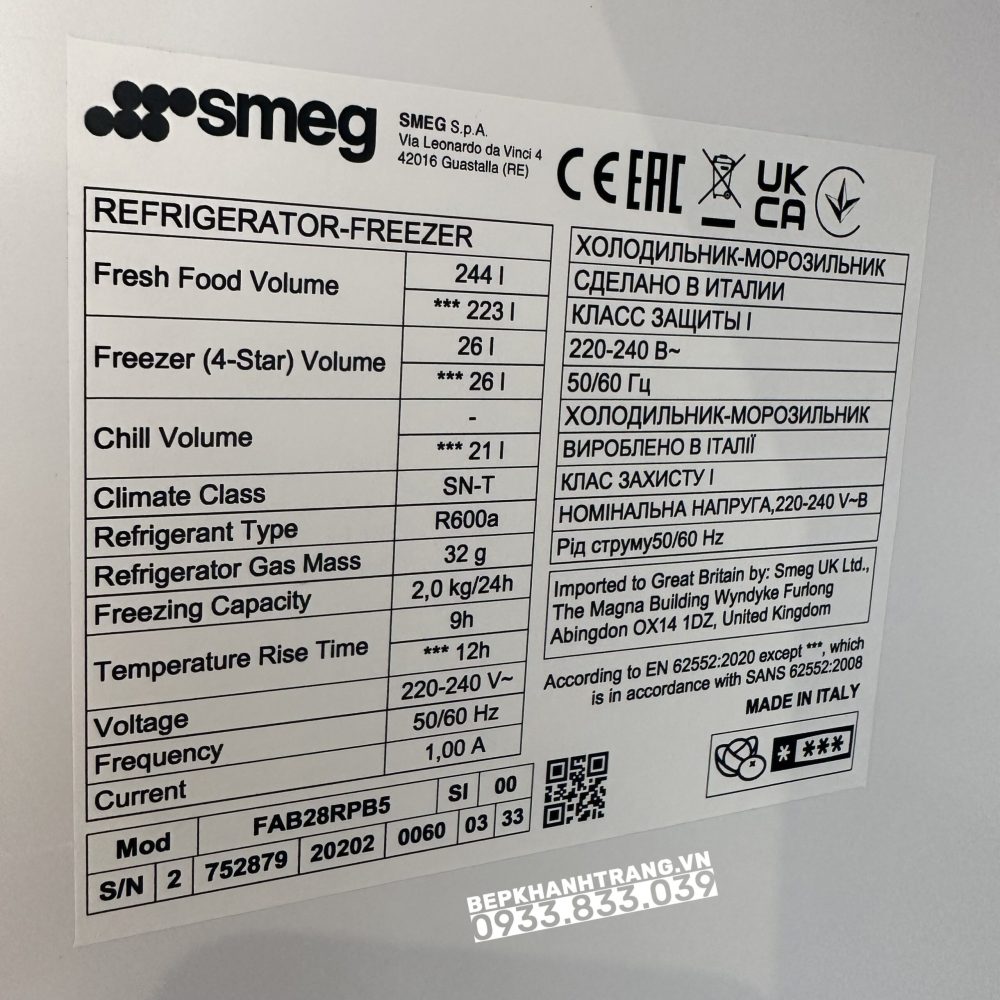 smeg
SMEG S.p.A.
Via Leonardo da Vinci 4
42016 Guastalla (RE)
CE EAC UK CA
REFRIGERATOR-FREEZER
Fresh Food Volume 244 l
*** 223 l
Freezer (4-Star) Volume 26 l
*** 26 l
Chill Volume -
*** 21 l
Climate Class SN-T
Refrigerant Type R600a
Refrigerator Gas Mass 32 g
Freezing Capacity 2,0 kg/24h
Temperature Rise Time 9h
*** 12h
Voltage 220-240 V~
Frequency 50/60 Hz
Current 1,00 A
Mod FAB28RPB5 SI 00
S/N 2 752879 20202 0060 03 33
ХОЛОДИЛЬНИК-МОРОЗИЛЬНИК
СДЕЛАНО В ИТАЛИИ
КЛАСС ЗАЩИТЫ I
220-240 В~
50/60 Гц
ХОЛОДИЛЬНИК-МОРОЗИЛЬНИК
ВИРОБЛЕНО В ІТАЛІЇ
КЛАС ЗАХИСТУ I
НОМІНАЛЬНА НАПРУГА,220-240 V~В
Рід струму50/60 Hz
Imported to Great Britain by: Smeg UK Ltd.,
The Magna Building Wyndyke Furlong
Abingdon OX14 1DZ, United Kingdom
According to EN 62552:2020 except ***, which
is in accordance with SANS 62552:2008
MADE IN ITALY
* ***
BEPKHANHTRANG.VN
0933.833.039